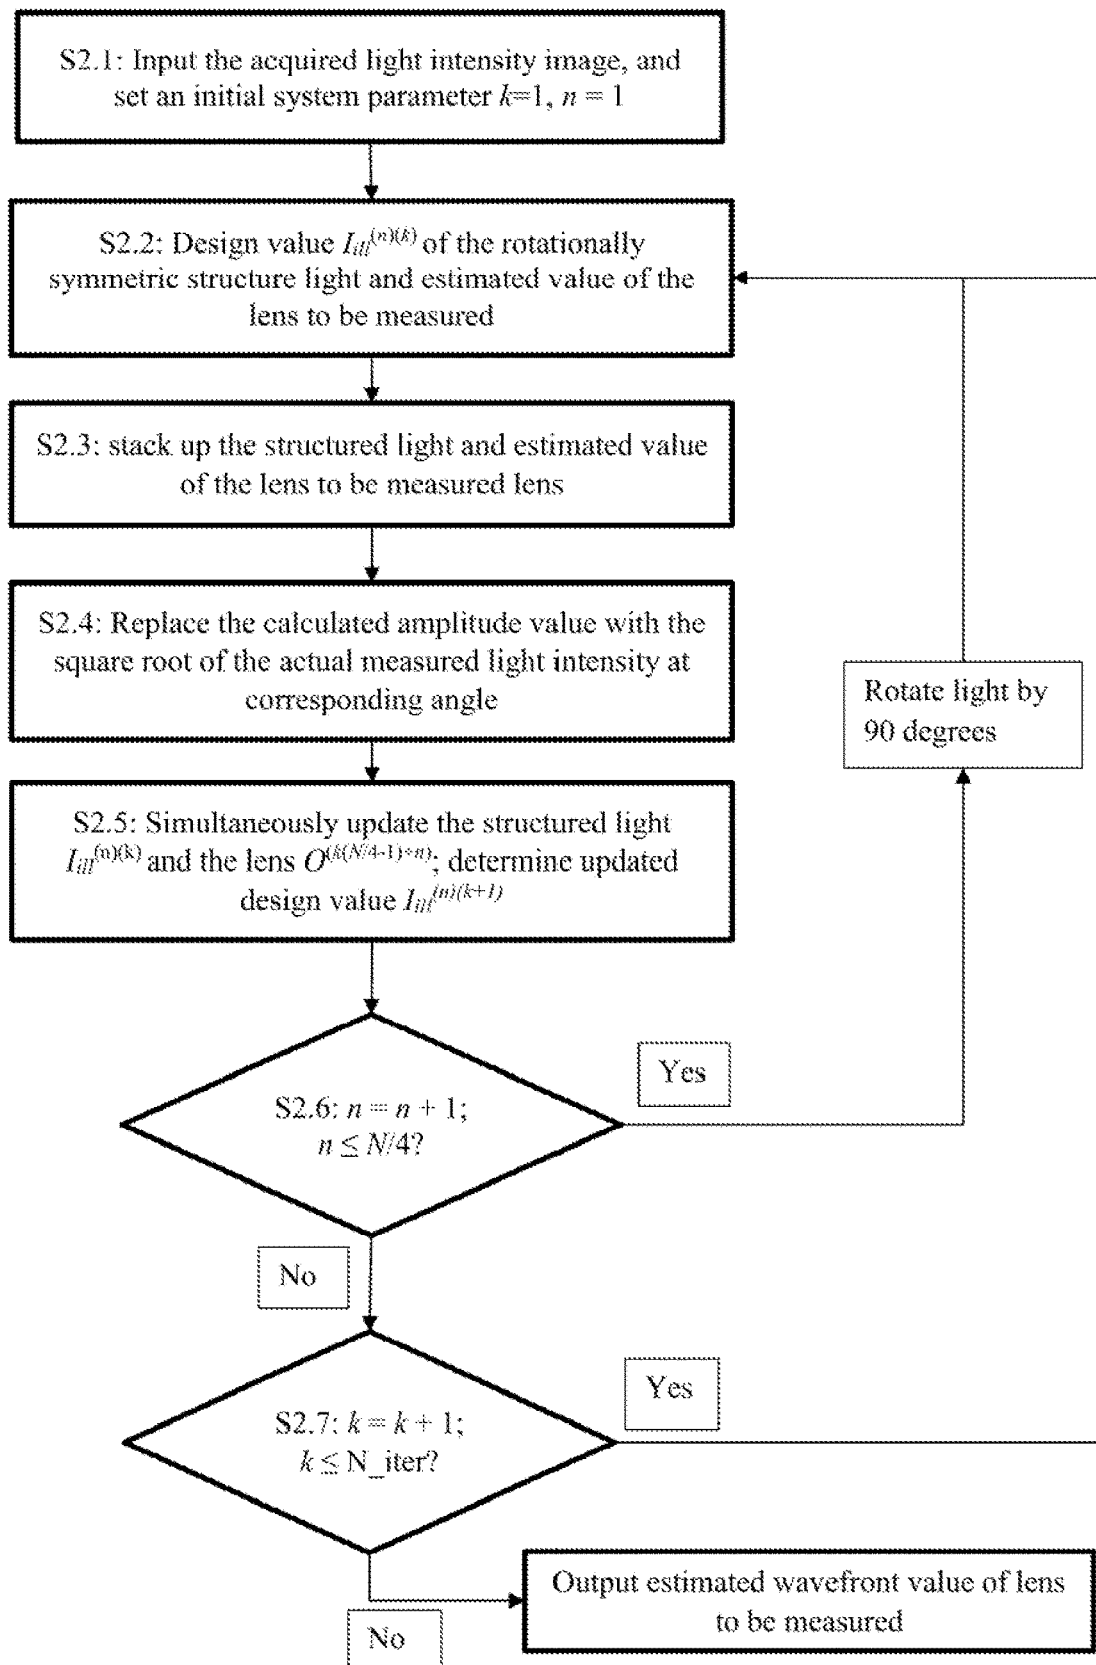 S2.1: Input the acquired light intensity image, and
set an initial system parameter k=1, n = 1
S2.2: Design value I_ill^(n)(k) of the rotationally
symmetric structure light and estimated value of the
lens to be measured
S2.3: stack up the structured light and estimated value
of the lens to be measured lens
S2.4: Replace the calculated amplitude value with the
square root of the actual measured light intensity at
corresponding angle
Rotate light by
90 degrees
S2.5: Simultaneously update the structured light
I_ill^(n)(k) and the lens O^(k(N/4-1)+n); determine updated
design value I_ill^(n)(k+1)
Yes
S2.6: n = n + 1;
n ≤ N/4?
No
Yes
S2.7: k = k + 1;
k ≤ N_iter?
Output estimated wavefront value of lens
to be measured
No